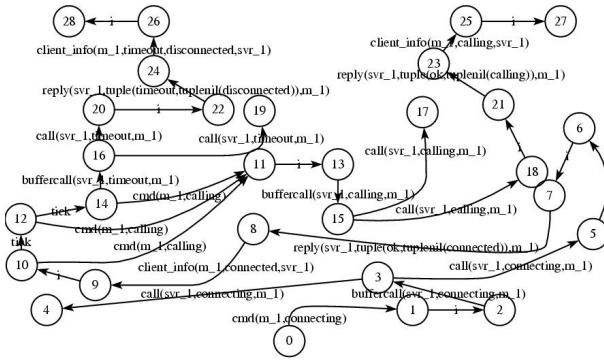 28
i
26
25
i
27
client_info(m_1,timeout,disconnected,svr_1)
client_info(m_1,calling,svr_1)
24
23
reply(svr_1,tuple(timeout,tuplenil(disconnected)),m_1)
reply(svr_1,tuple(ok,tuplenil(calling)),m_1)
20
i
22
19
17
21
6
call(svr_1,timeout,m_1)
call(svr_1,timeout,m_1)
i
i
16
11
i
13
call(svr_1,calling,m_1)
18
buffercall(svr_1,timeout,m_1)
buffercall(svr_1,calling,m_1)
7
14
cmd(m_1,calling)
12
tick
15
call(svr_1,calling,m_1)
cmd(m_1,calling)
8
5
tick
cmd(m_1,calling)
reply(svr_1,tuple(ok,tuplenil(connected)),m_1)
10
i
9
client_info(m_1,connected,svr_1)
3
call(svr_1,connecting,m_1)
call(svr_1,connecting,m_1)
buffercall(svr_1,connecting,m_1)
4
1
i
2
cmd(m_1,connecting)
0